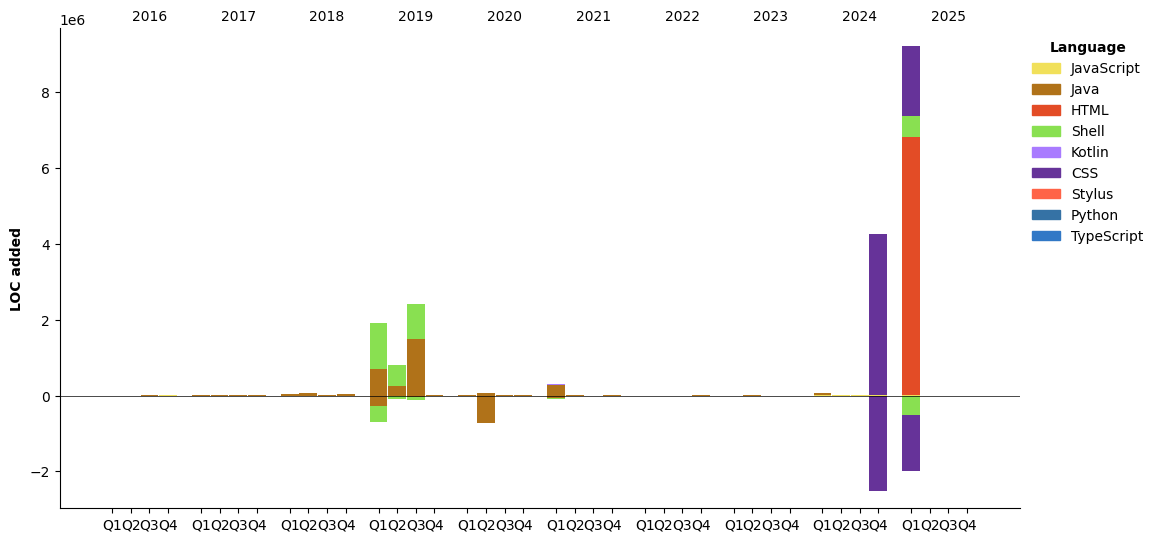 2016 2017 2018 2019 2020 2021 2022 2023 2024 2025
1e6
Language
JavaScript
Java
HTML
Shell
Kotlin
CSS
Stylus
Python
TypeScript
LOC added
8
6
4
2
0
−2
Q1Q2Q3Q4 Q1Q2Q3Q4 Q1Q2Q3Q4 Q1Q2Q3Q4 Q1Q2Q3Q4 Q1Q2Q3Q4 Q1Q2Q3Q4 Q1Q2Q3Q4 Q1Q2Q3Q4 Q1Q2Q3Q4